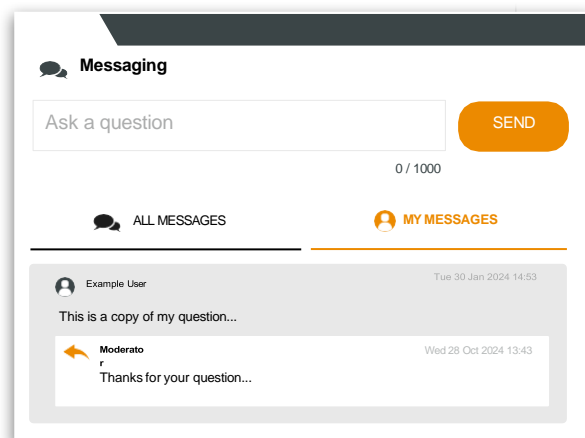 Messaging
Ask a question
SEND
0 / 1000
ALL MESSAGES
MY MESSAGES
Example User
Tue 30 Jan 2024 14:53
This is a copy of my question...
Moderato
r
Wed 28 Oct 2024 13:43
Thanks for your question...